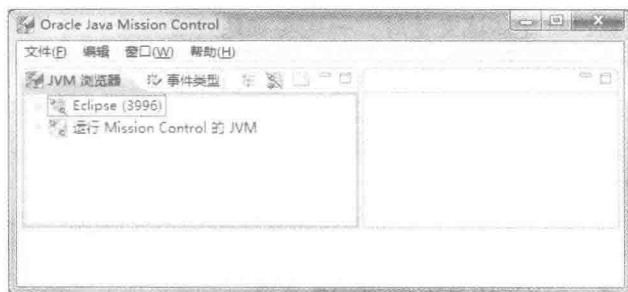 Oracle Java Mission Control
文件(F) 编辑 窗口(W) 帮助(H)
JVM 浏览器 事件类型
Eclipse (3996)
运行 Mission Control 的 JVM